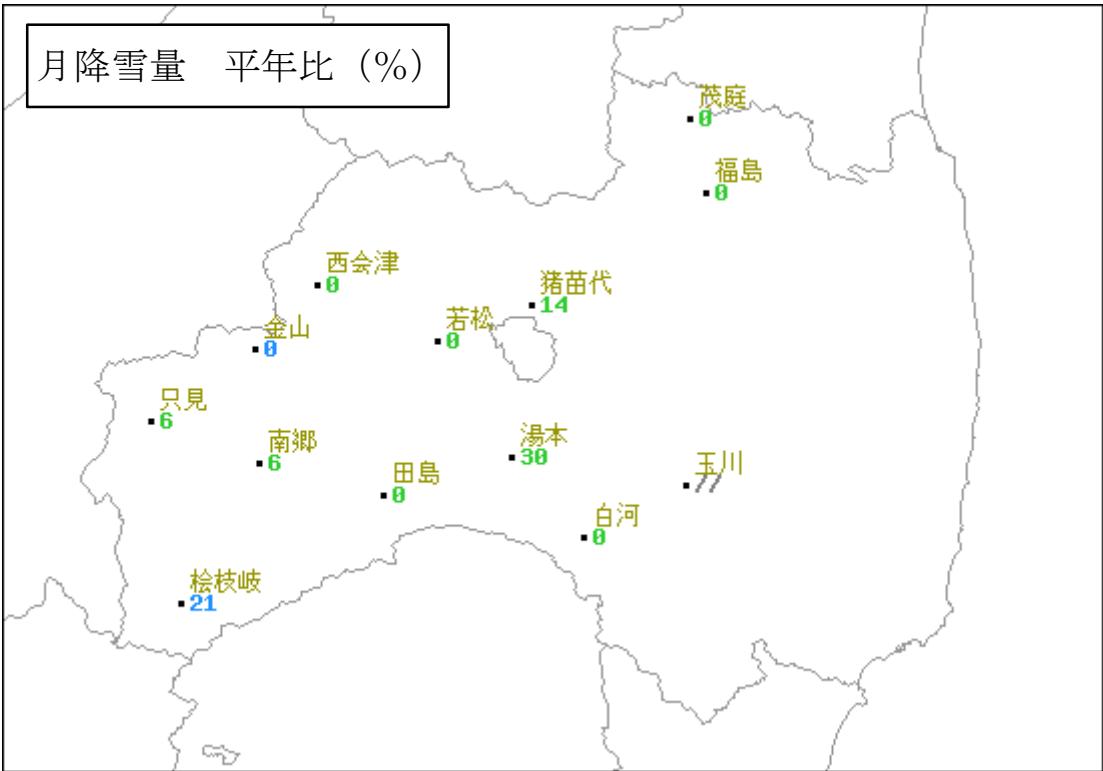 月降雪量　平年比（%）
茂庭
0
福島
0
西会津
0
猪苗代
14
金山
0
若松
0
只見
6
南郷
6
湯本
30
田島
0
玉川
//
白河
0
桧枝岐
21